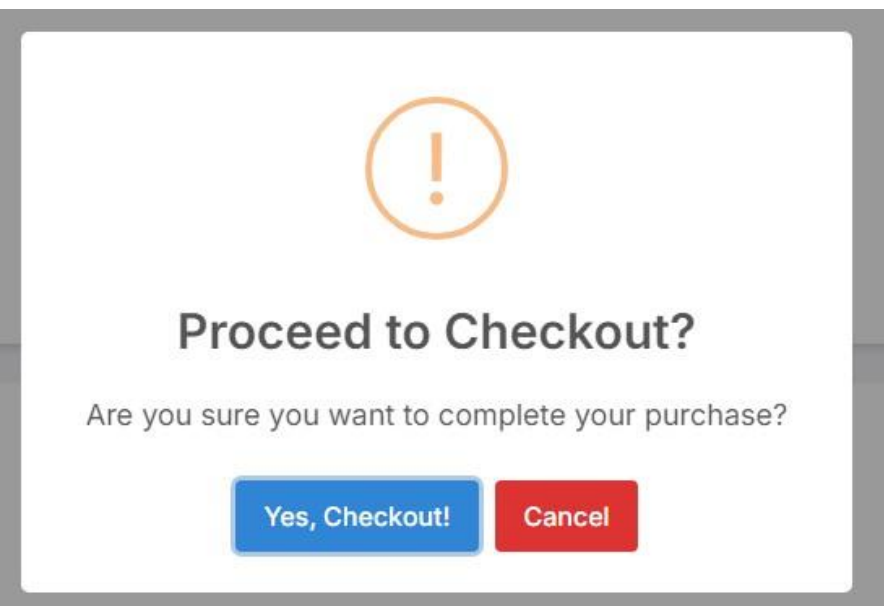 Proceed to Checkout?
Are you sure you want to complete your purchase?
Yes, Checkout! Cancel